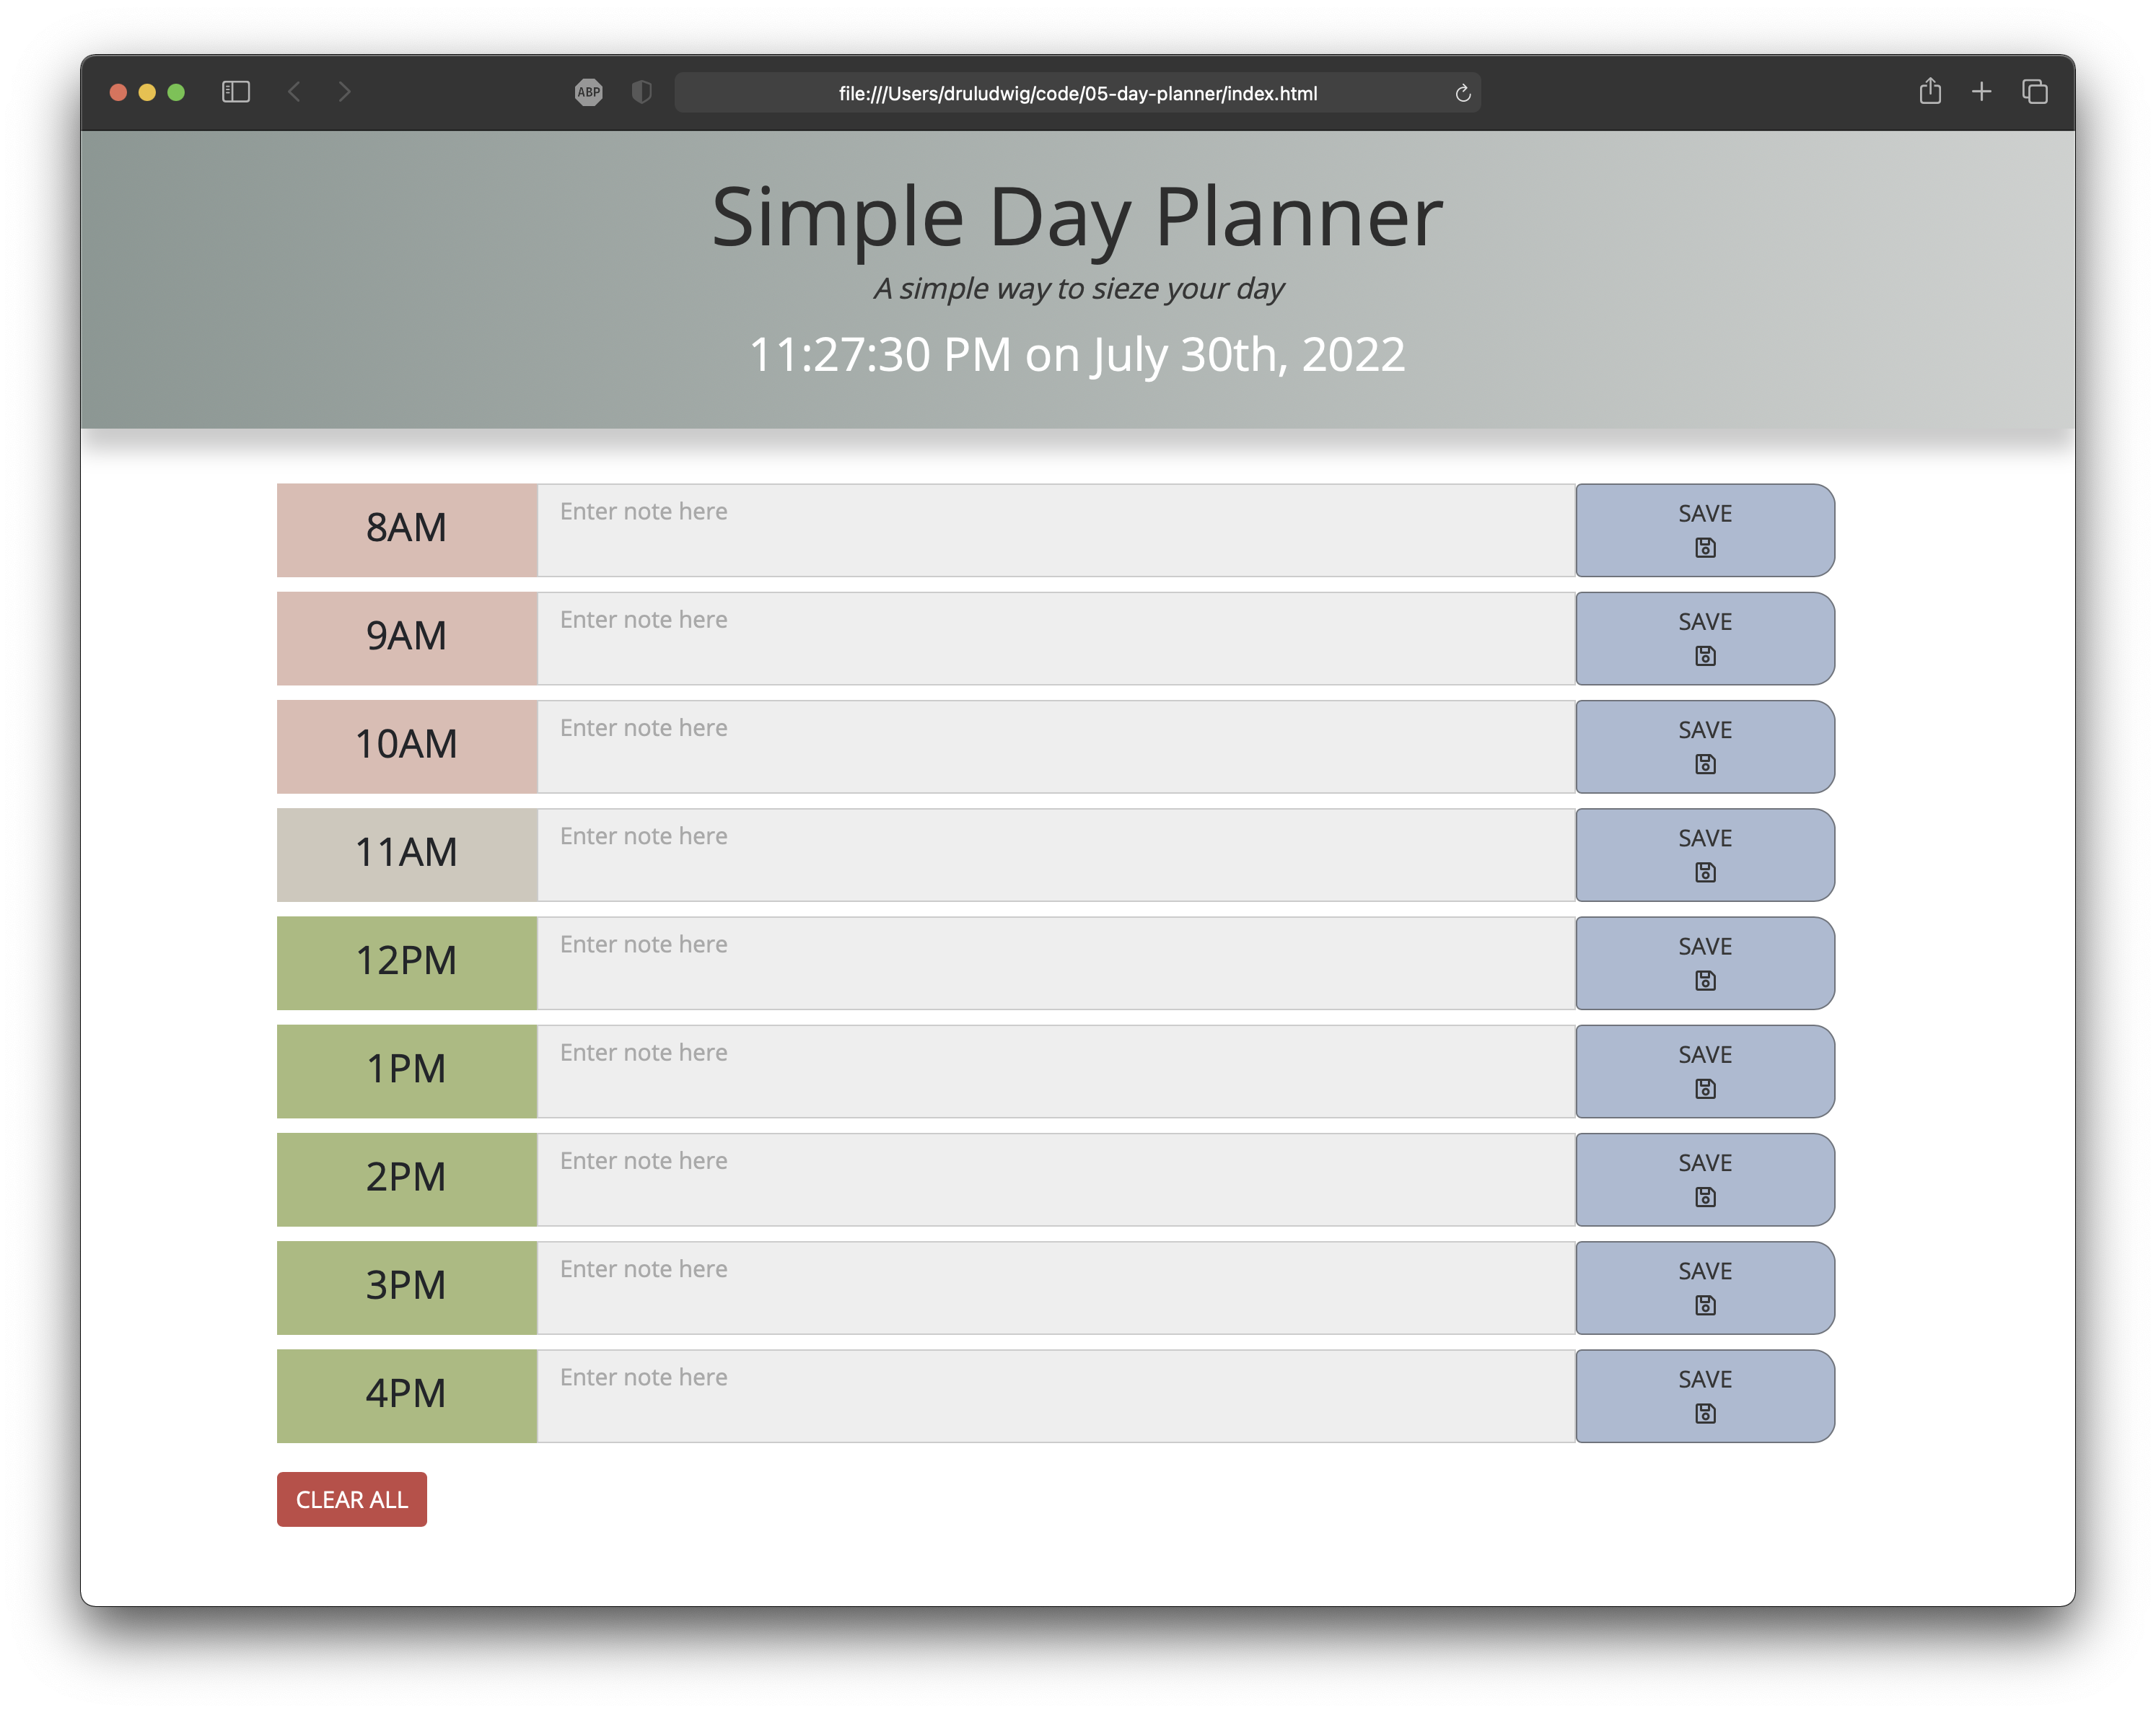 ABP
file:///Users/druludwig/code/05-day-planner/index.html
Simple Day Planner
A simple way to sieze your day
11:27:30 PM on July 30th, 2022
8AM Enter note here SAVE
9AM Enter note here SAVE
10AM Enter note here SAVE
11AM Enter note here SAVE
12PM Enter note here SAVE
1PM Enter note here SAVE
2PM Enter note here SAVE
3PM Enter note here SAVE
4PM Enter note here SAVE
CLEAR ALL